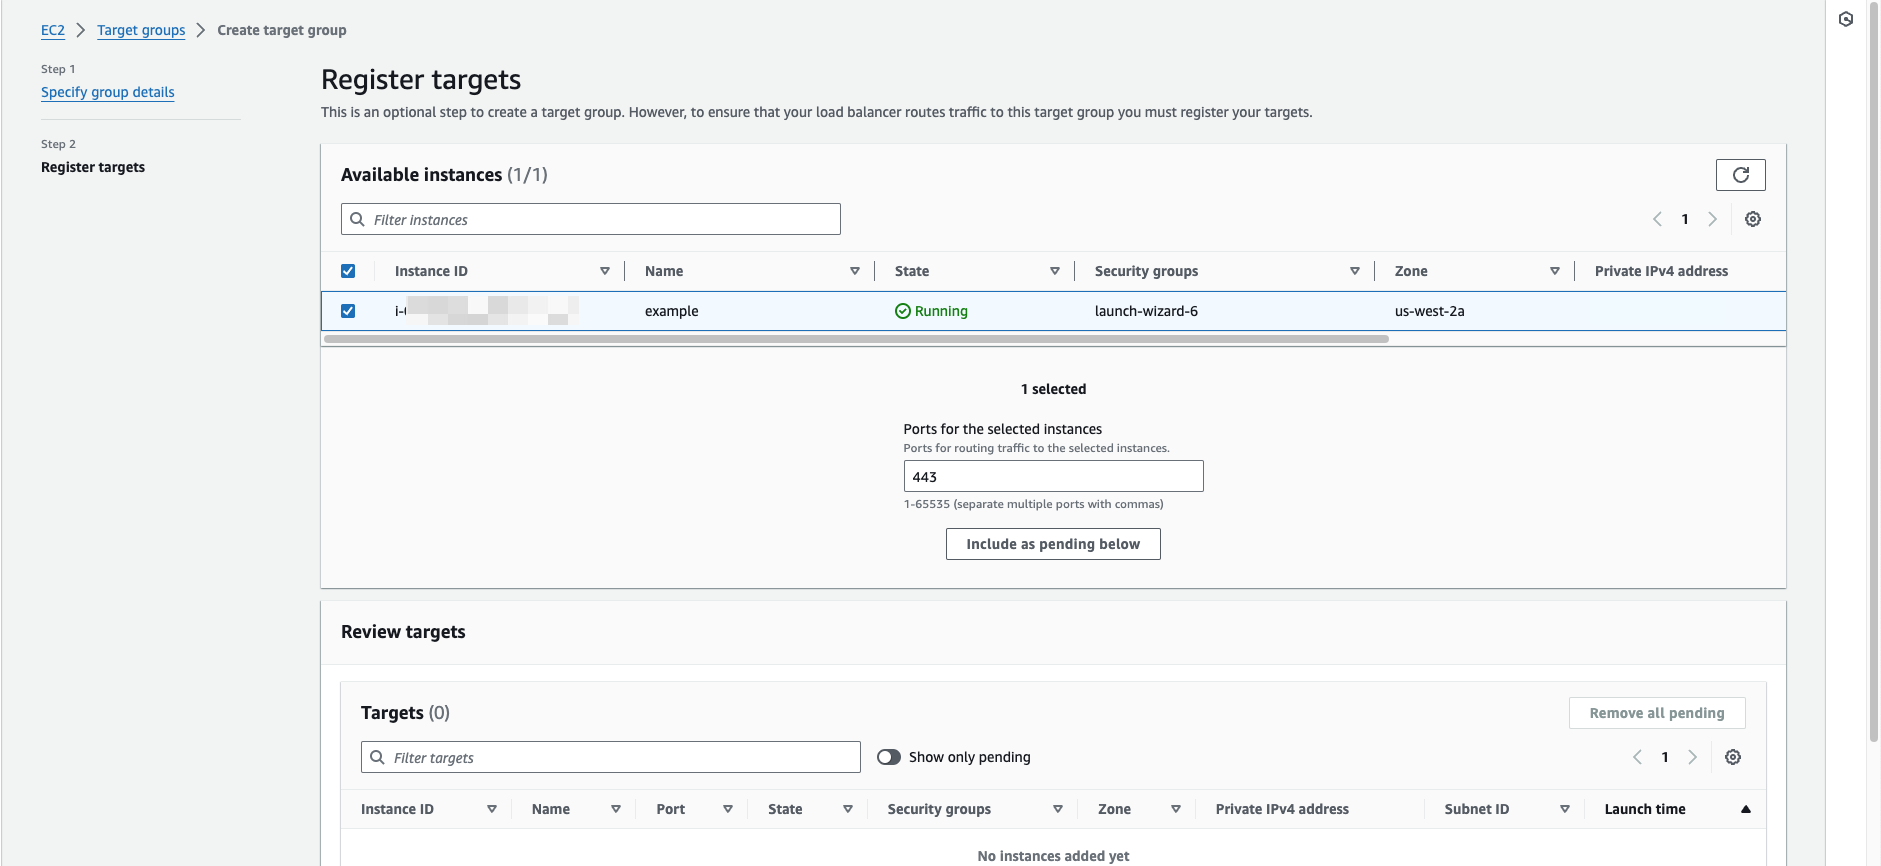 EC2 Target groups Create target group
Step 1
Specify group details
Step 2
Register targets
Register targets
This is an optional step to create a target group. However, to ensure that your load balancer routes traffic to this target group you must register your targets.
Available instances (1/1)
Filter instances
1
Instance ID Name State Security groups Zone Private IPv4 address
i- example Running launch-wizard-6 us-west-2a
1 selected
Ports for the selected instances
Ports for routing traffic to the selected instances.
443
1-65535 (separate multiple ports with commas)
Include as pending below
Review targets
Targets (0)
Remove all pending
Filter targets
Show only pending
1
Instance ID Name Port State Security groups Zone Private IPv4 address Subnet ID Launch time
No instances added yet